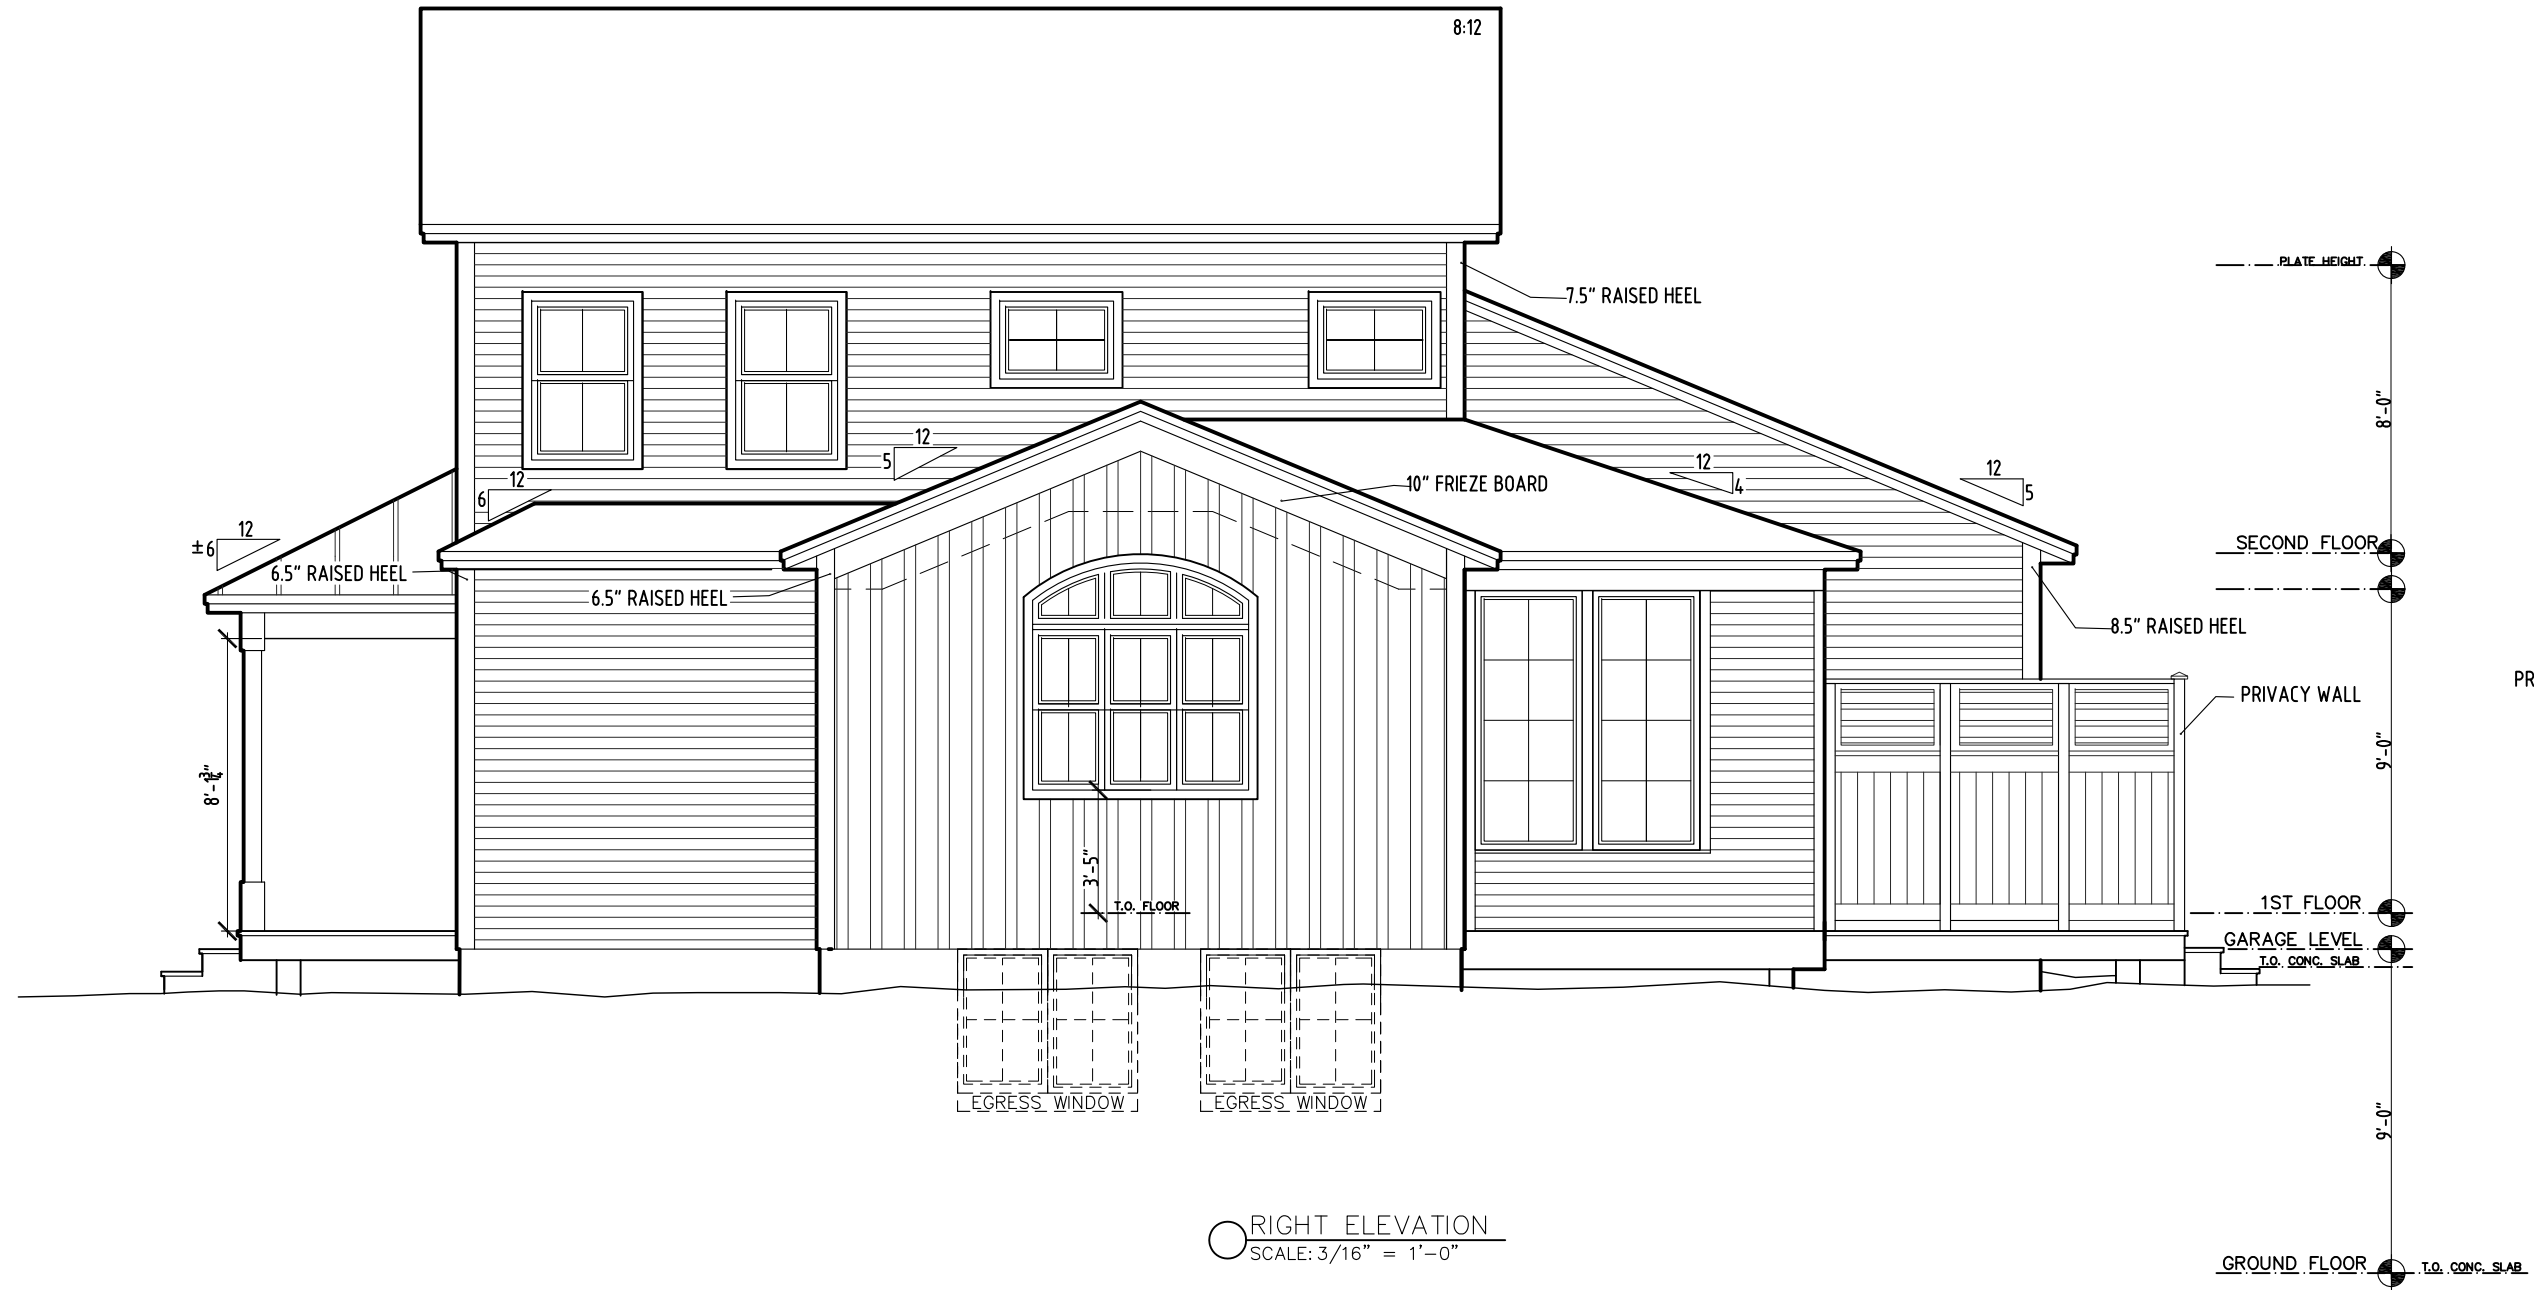 8:12
PLATE HEIGHT
7.5" RAISED HEEL
8'-0"
12
5
12
6
10" FRIEZE BOARD
12
4
12
5
12
±6
SECOND FLOOR
6.5" RAISED HEEL
6.5" RAISED HEEL
8.5" RAISED HEEL
PR
PRIVACY WALL
9'-0"
3'-5"
T.O. FLOOR
1ST FLOOR
GARAGE LEVEL
T.O. CONC. SLAB
EGRESS WINDOW
EGRESS WINDOW
9'-0"
RIGHT ELEVATION
SCALE: 3/16" = 1'-0"
GROUND FLOOR
T.O. CONC. SLAB